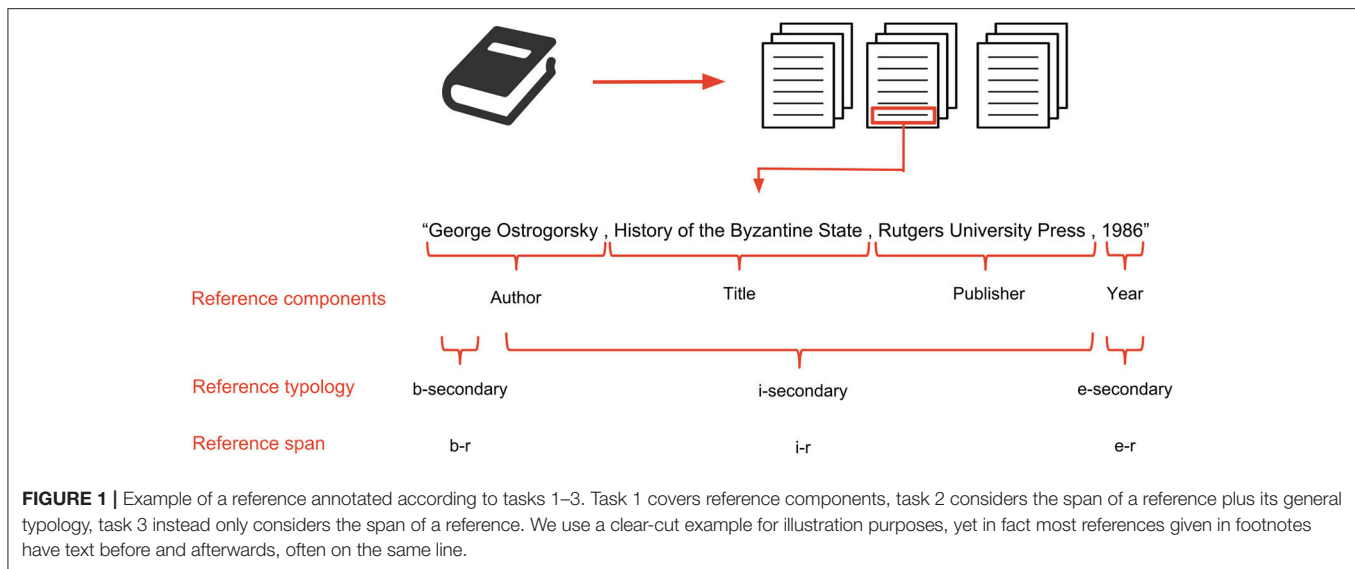 “George Ostrogorsky , History of the Byzantine State , Rutgers University Press , 1986”
Reference components Author Title Publisher Year
Reference typology b-secondary i-secondary e-secondary
Reference span b-r i-r e-r
FIGURE 1 | Example of a reference annotated according to tasks 1–3. Task 1 covers reference components, task 2 considers the span of a reference plus its general
typology, task 3 instead only considers the span of a reference. We use a clear-cut example for illustration purposes, yet in fact most references given in footnotes
have text before and afterwards, often on the same line.